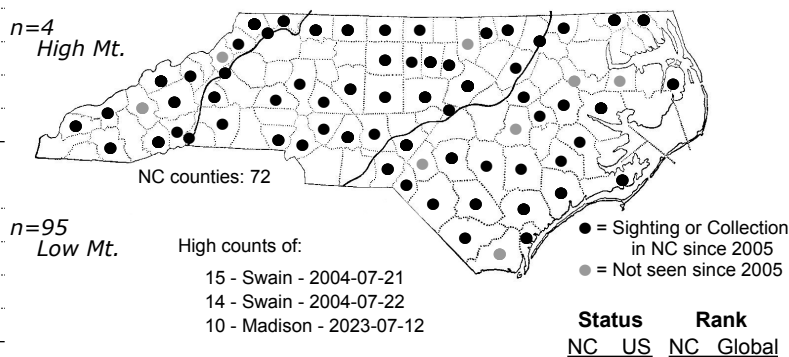 n=4
High Mt.
NC counties: 72
n=95
Low Mt.
High counts of:
15 - Swain - 2004-07-21
14 - Swain - 2004-07-22
10 - Madison - 2023-07-12
= Sighting or Collection
in NC since 2005
= Not seen since 2005
Status Rank
NC US NC Global